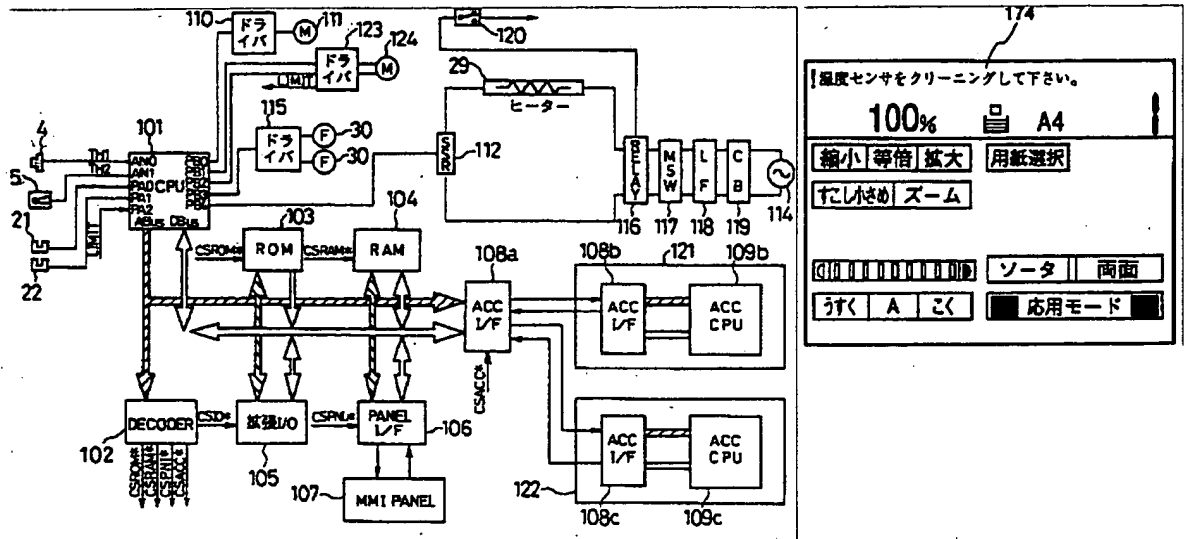 110
ドライバ
M
111
123
ドライバ
124
M
LIMIT
115
ドライバ
F
30
F
30
4
TM1
5
TM2
21
22
LIMIT
101
AN0
AN1
PA0
PA1
PA2
CPU
PB0
PB1
ABUS
DBUS
120
29
ヒーター
SSR
112
RELAY
116
MSW
117
LF
118
CB
119
114
103
CSROM*
ROM
CSRAM*
104
RAM
108a
ACC I/F
CSACC*
121
108b
ACC I/F
109b
ACC CPU
122
ACC I/F
108c
ACC CPU
109c
DECODER
102
CSIO*
拡張I/O
105
CSPNL*
PANEL I/F
106
CSROM*
CSRAM*
CSPNI*
CSACC*
107
MMI PANEL
174
!温度センサをクリーニングして下さい。
100%
A4
縮小 等倍 拡大
用紙選択
すこし小さめ ズーム
ソータ 両面
うすく A こく
応用モード